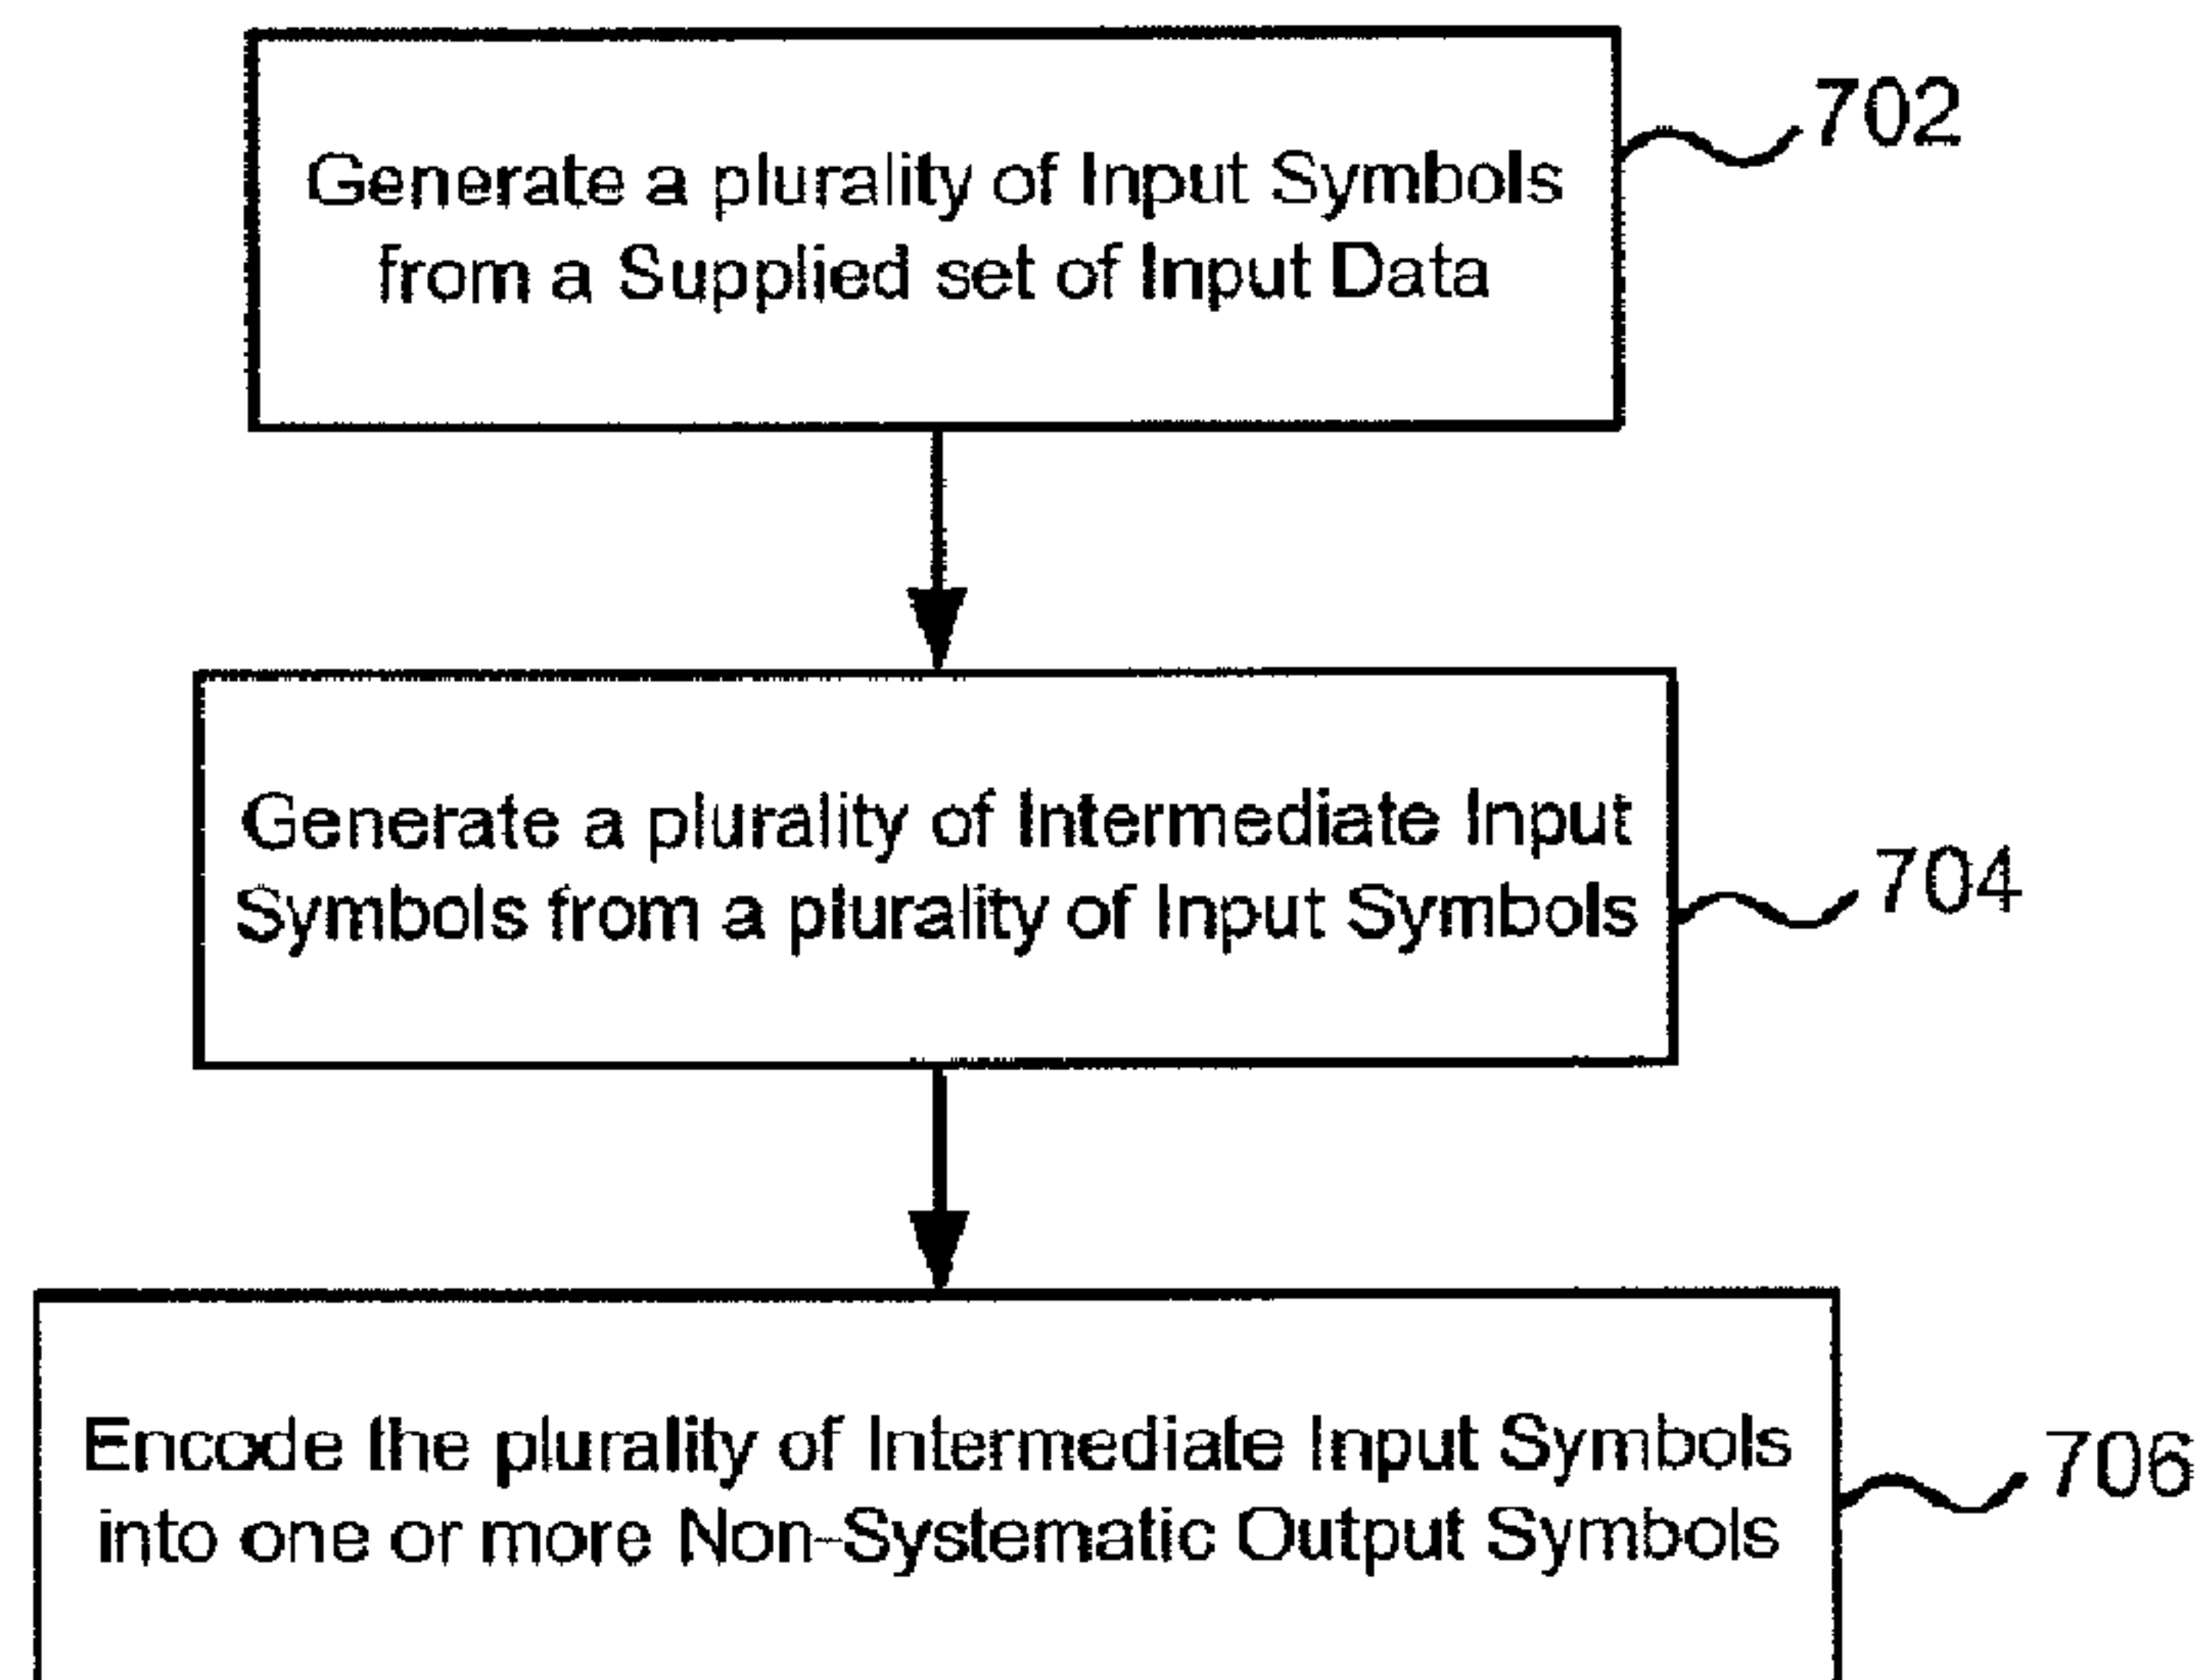 Generate a plurality of Input Symbols
from a Supplied set of Input Data
702
Generate a plurality of Intermediate Input
Symbols from a plurality of Input Symbols
704
Encode the plurality of Intermediate Input Symbols
into one or more Non-Systematic Output Symbols
706